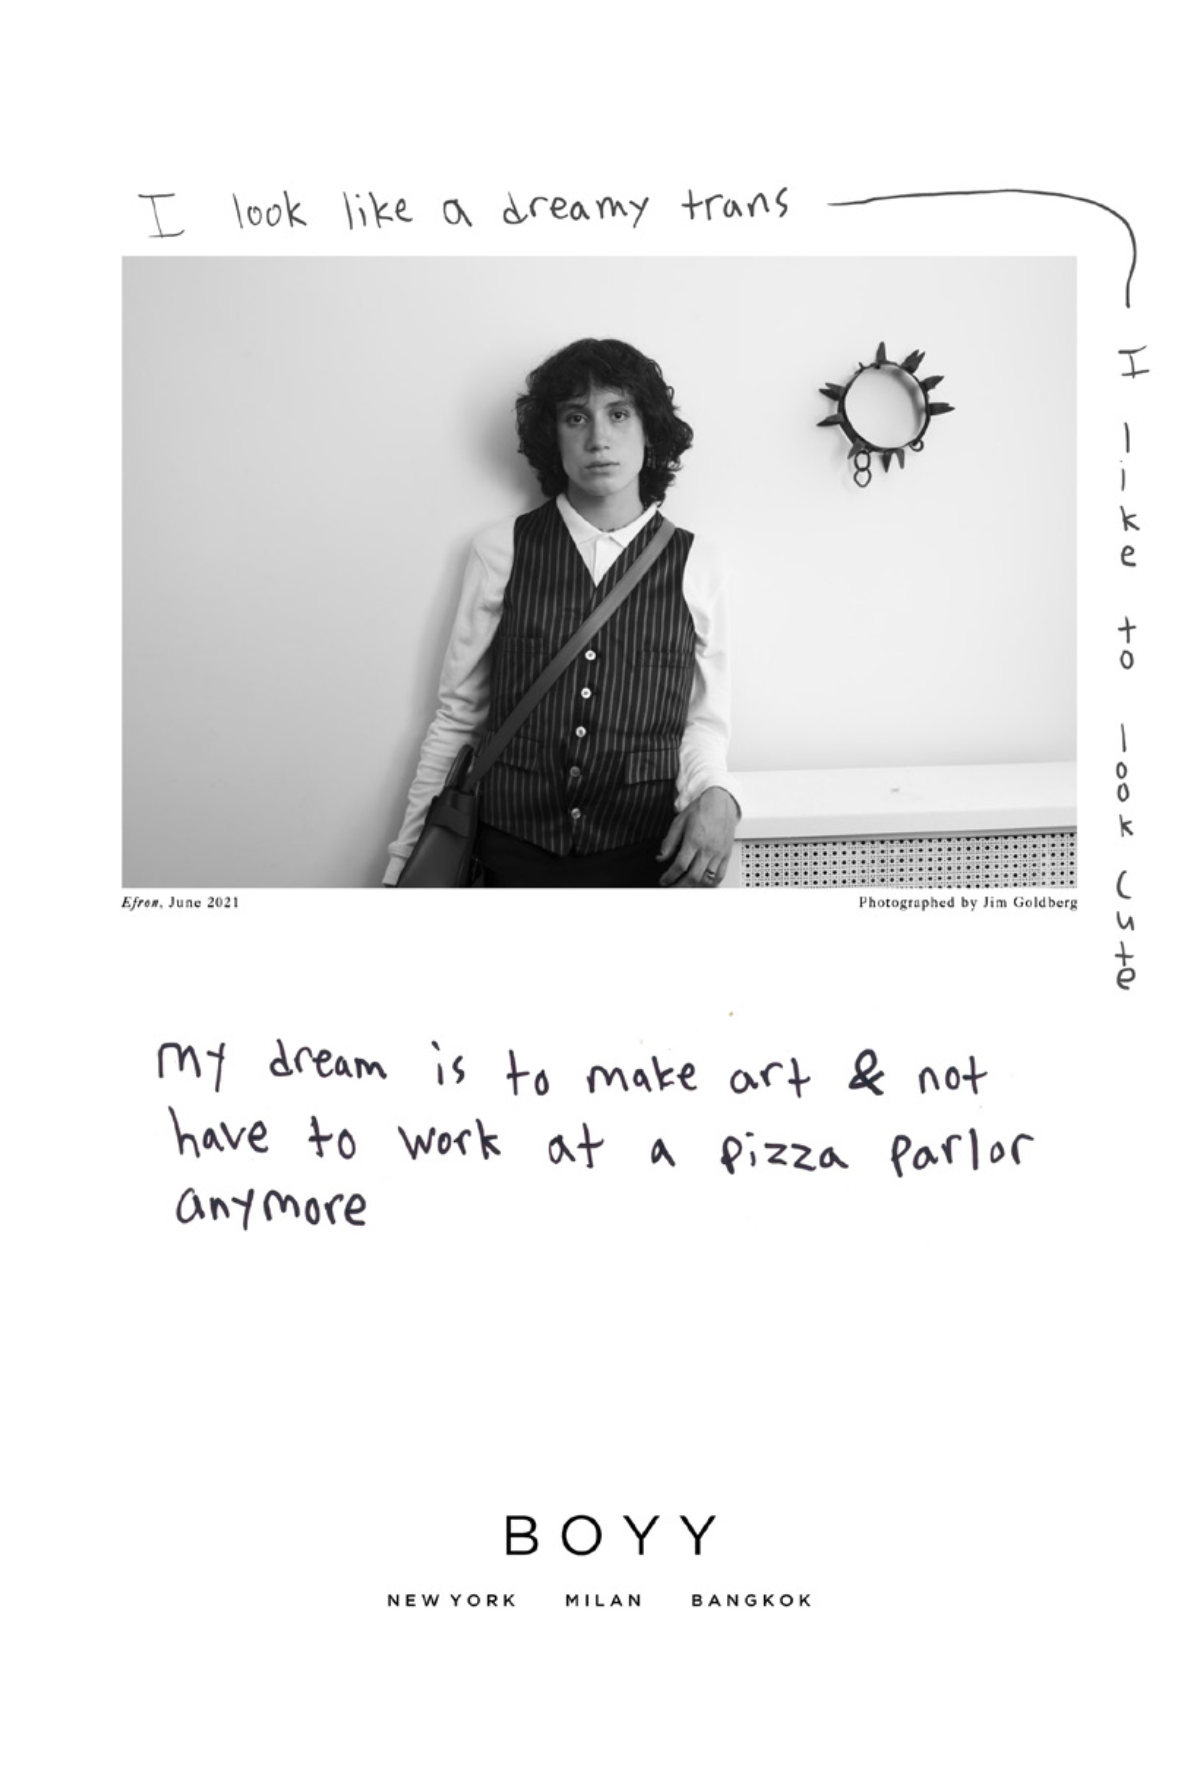 I look like a dreamy trans
I like to look cute
Efron, June 2021
Photographed by Jim Goldberg
My dream is to make art & not
have to work at a pizza parlor
anymore
BOYY
NEW YORK MILAN BANGKOK